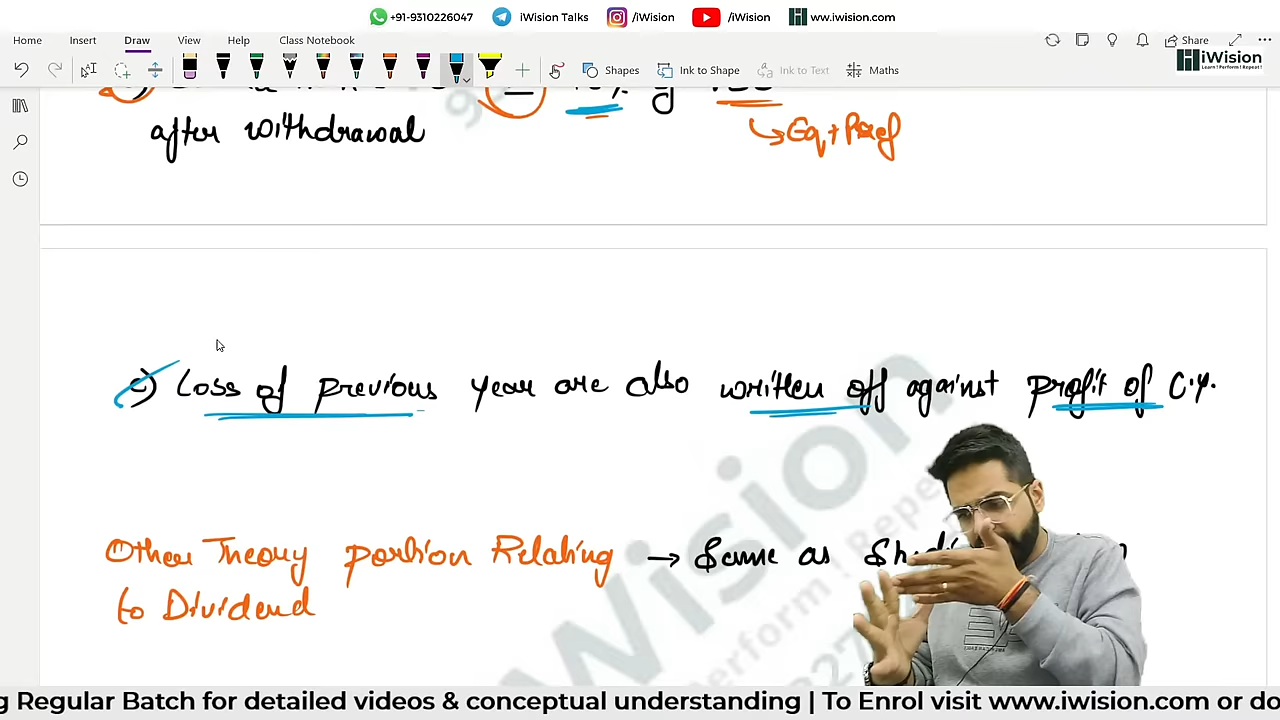 +91-9310226047 iWision Talks /iWision /iWision ww.iwision.com
Home Insert Draw View Help Class Notebook Share
iWision
Learn ! Perform ! Repeat !
Shapes Ink to Shape Ink to Text Maths
after withdrawal
Eq + Pref
c) Loss of previous year are also written off against profit of C.Y.
Other Theory portion Relating → Same as
to Dividend
g Regular Batch for detailed videos & conceptual understanding | To Enrol visit www.iwision.com or do